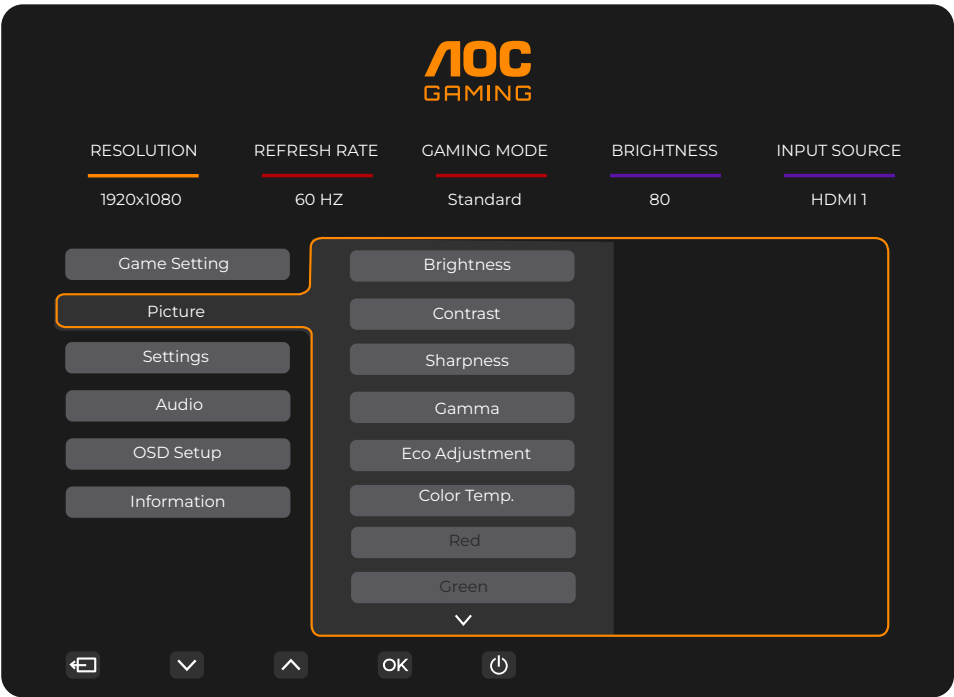 AOC
GAMING
RESOLUTION REFRESH RATE GAMING MODE BRIGHTNESS INPUT SOURCE
1920x1080 60 HZ Standard 80 HDMI 1
Game Setting
Picture
Settings
Audio
OSD Setup
Information
Brightness
Contrast
Sharpness
Gamma
Eco Adjustment
Color Temp.
Red
Green
OK